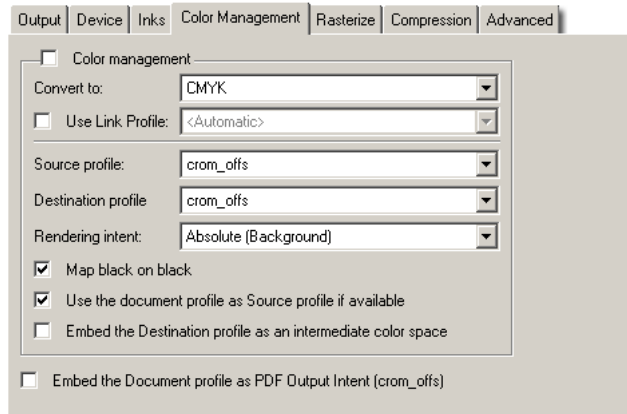 Output Device Inks Color Management Rasterize Compression Advanced
Color management
Convert to: CMYK
Use Link Profile: <Automatic>
Source profile: crom_offs
Destination profile crom_offs
Rendering intent: Absolute (Background)
Map black on black
Use the document profile as Source profile if available
Embed the Destination profile as an intermediate color space
Embed the Document profile as PDF Output Intent (crom_offs)